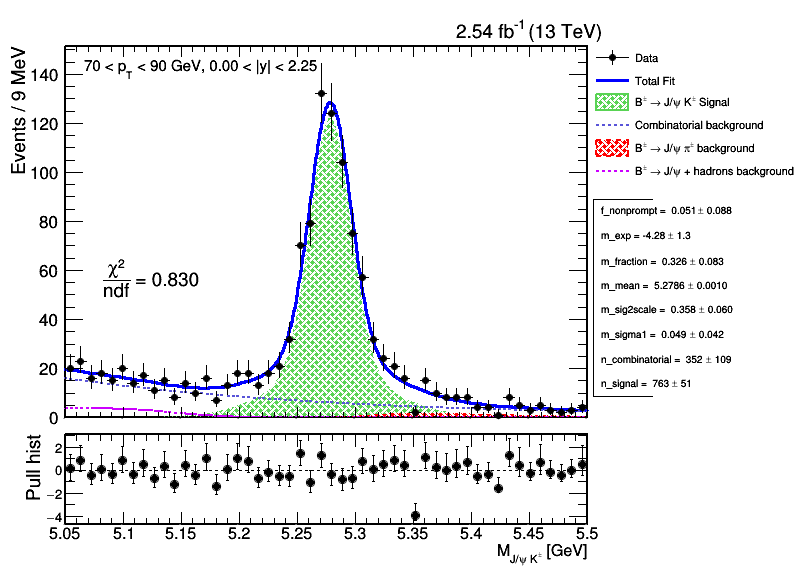 2.54 fb⁻¹ (13 TeV)
Events / 9 MeV
70 < p_T < 90 GeV, 0.00 < |y| < 2.25
140
120
100
80
60
40
20
0
χ²/ndf = 0.830
Data
Total Fit
B± → J/ψ K± Signal
Combinatorial background
B± → J/ψ π± background
B± → J/ψ + hadrons background
f_nonprompt = 0.051 ± 0.088
m_exp = -4.28 ± 1.3
m_fraction = 0.326 ± 0.083
m_mean = 5.2786 ± 0.0010
m_sig2scale = 0.358 ± 0.060
m_sigma1 = 0.049 ± 0.042
n_combinatorial = 352 ± 109
n_signal = 763 ± 51
Pull hist
2
0
−2
−4
5.05 5.1 5.15 5.2 5.25 5.3 5.35 5.4 5.45 5.5
M_J/ψ K± [GeV]